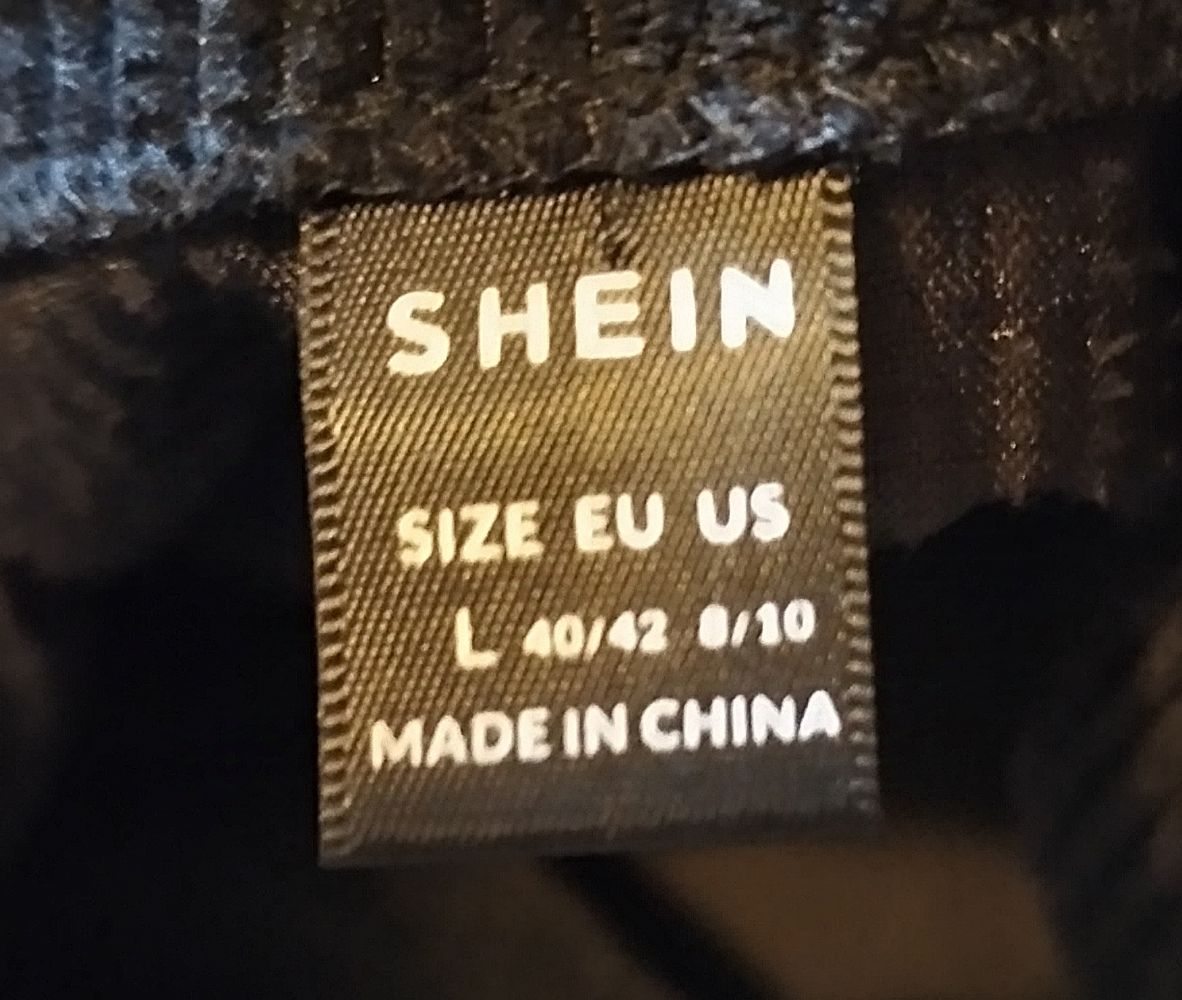 SHEIN
SIZE EU US
L 40/42 8/10
MADE IN CHINA